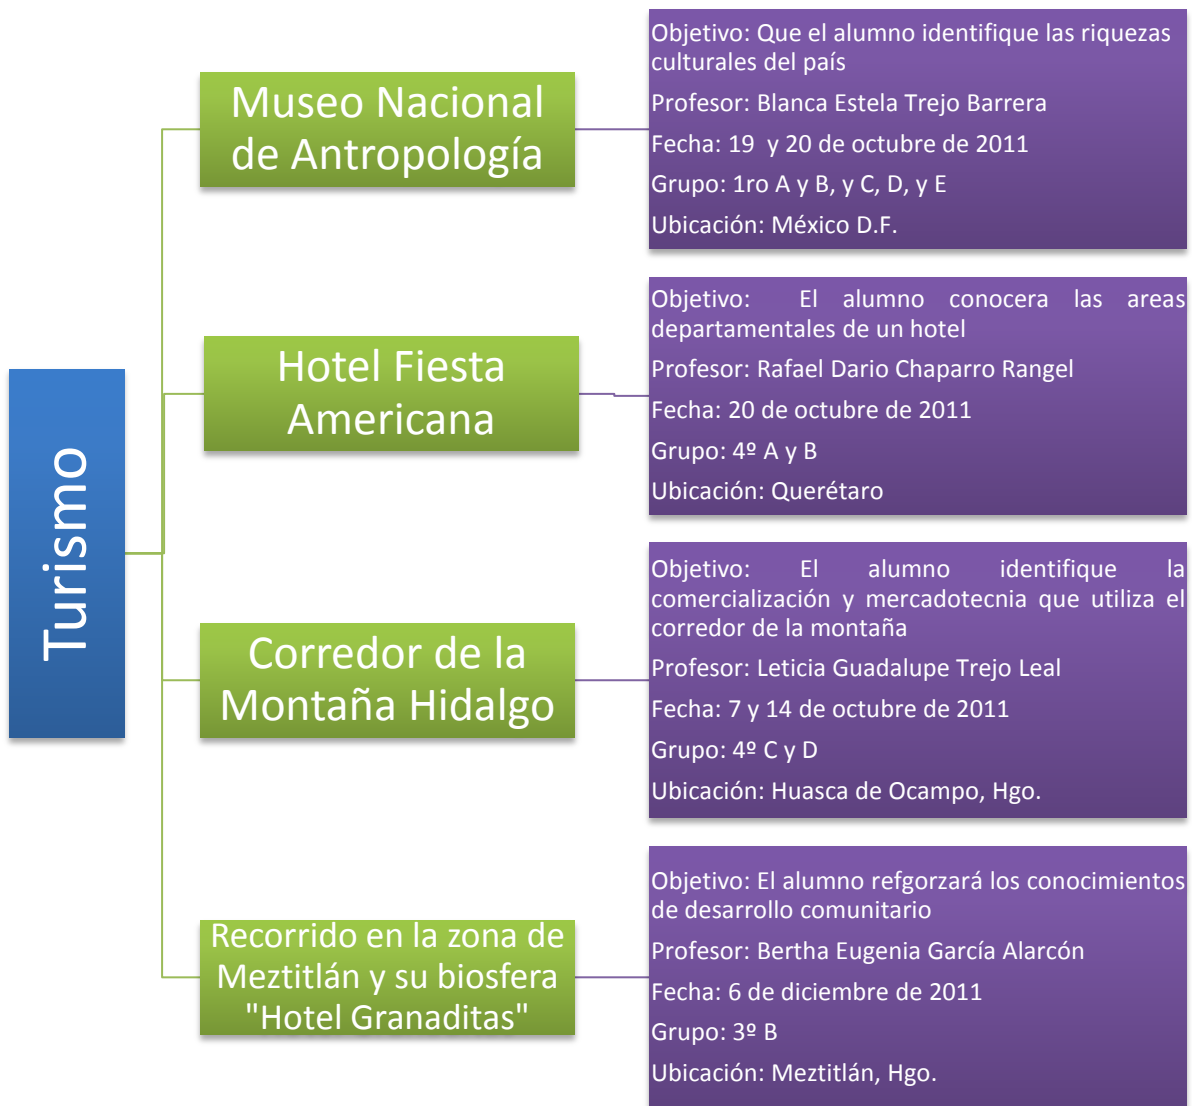 Turismo
Museo Nacional
de Antropología
Objetivo: Que el alumno identifique las riquezas
culturales del país
Profesor: Blanca Estela Trejo Barrera
Fecha: 19 y 20 de octubre de 2011
Grupo: 1ro A y B, y C, D, y E
Ubicación: México D.F.
Hotel Fiesta
Americana
Objetivo: El alumno conocera las areas
departamentales de un hotel
Profesor: Rafael Dario Chaparro Rangel
Fecha: 20 de octubre de 2011
Grupo: 4º A y B
Ubicación: Querétaro
Corredor de la
Montaña Hidalgo
Objetivo: El alumno identifique la
comercialización y mercadotecnia que utiliza el
corredor de la montaña
Profesor: Leticia Guadalupe Trejo Leal
Fecha: 7 y 14 de octubre de 2011
Grupo: 4º C y D
Ubicación: Huasca de Ocampo, Hgo.
Recorrido en la zona de
Meztitlán y su biosfera
"Hotel Granaditas"
Objetivo: El alumno refgorzará los conocimientos
de desarrollo comunitario
Profesor: Bertha Eugenia García Alarcón
Fecha: 6 de diciembre de 2011
Grupo: 3º B
Ubicación: Meztitlán, Hgo.